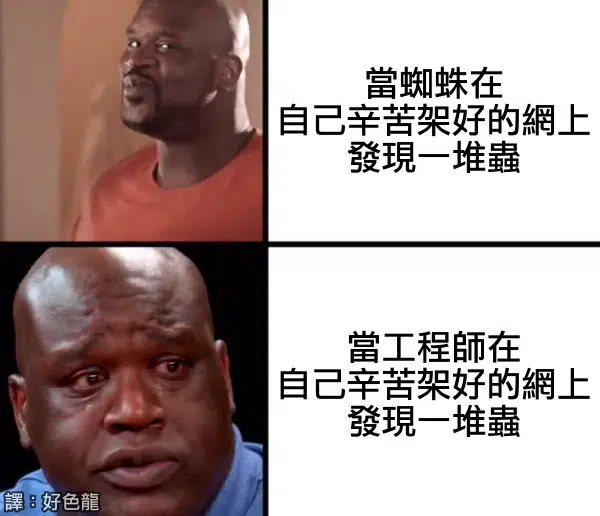 當蜘蛛在
自己辛苦架好的網上
發現一堆蟲
當工程師在
自己辛苦架好的網上
發現一堆蟲
譯：好色龍